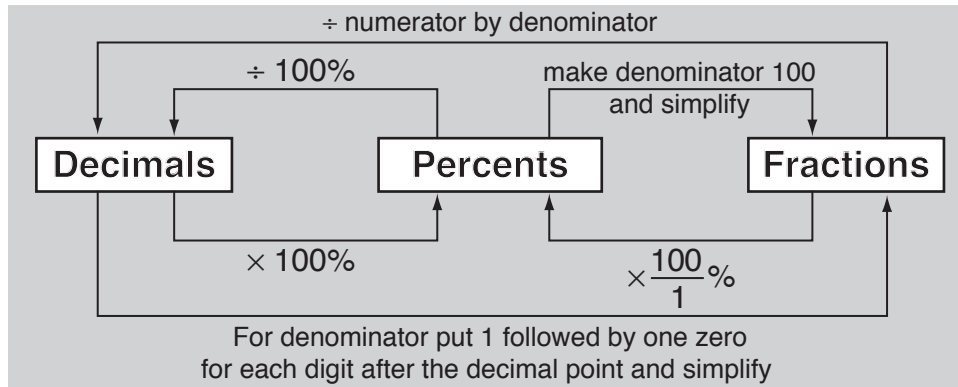 ÷ numerator by denominator
÷ 100%
make denominator 100
and simplify
Decimals
Percents
Fractions
× 100%
× 100/1 %
For denominator put 1 followed by one zero
for each digit after the decimal point and simplify